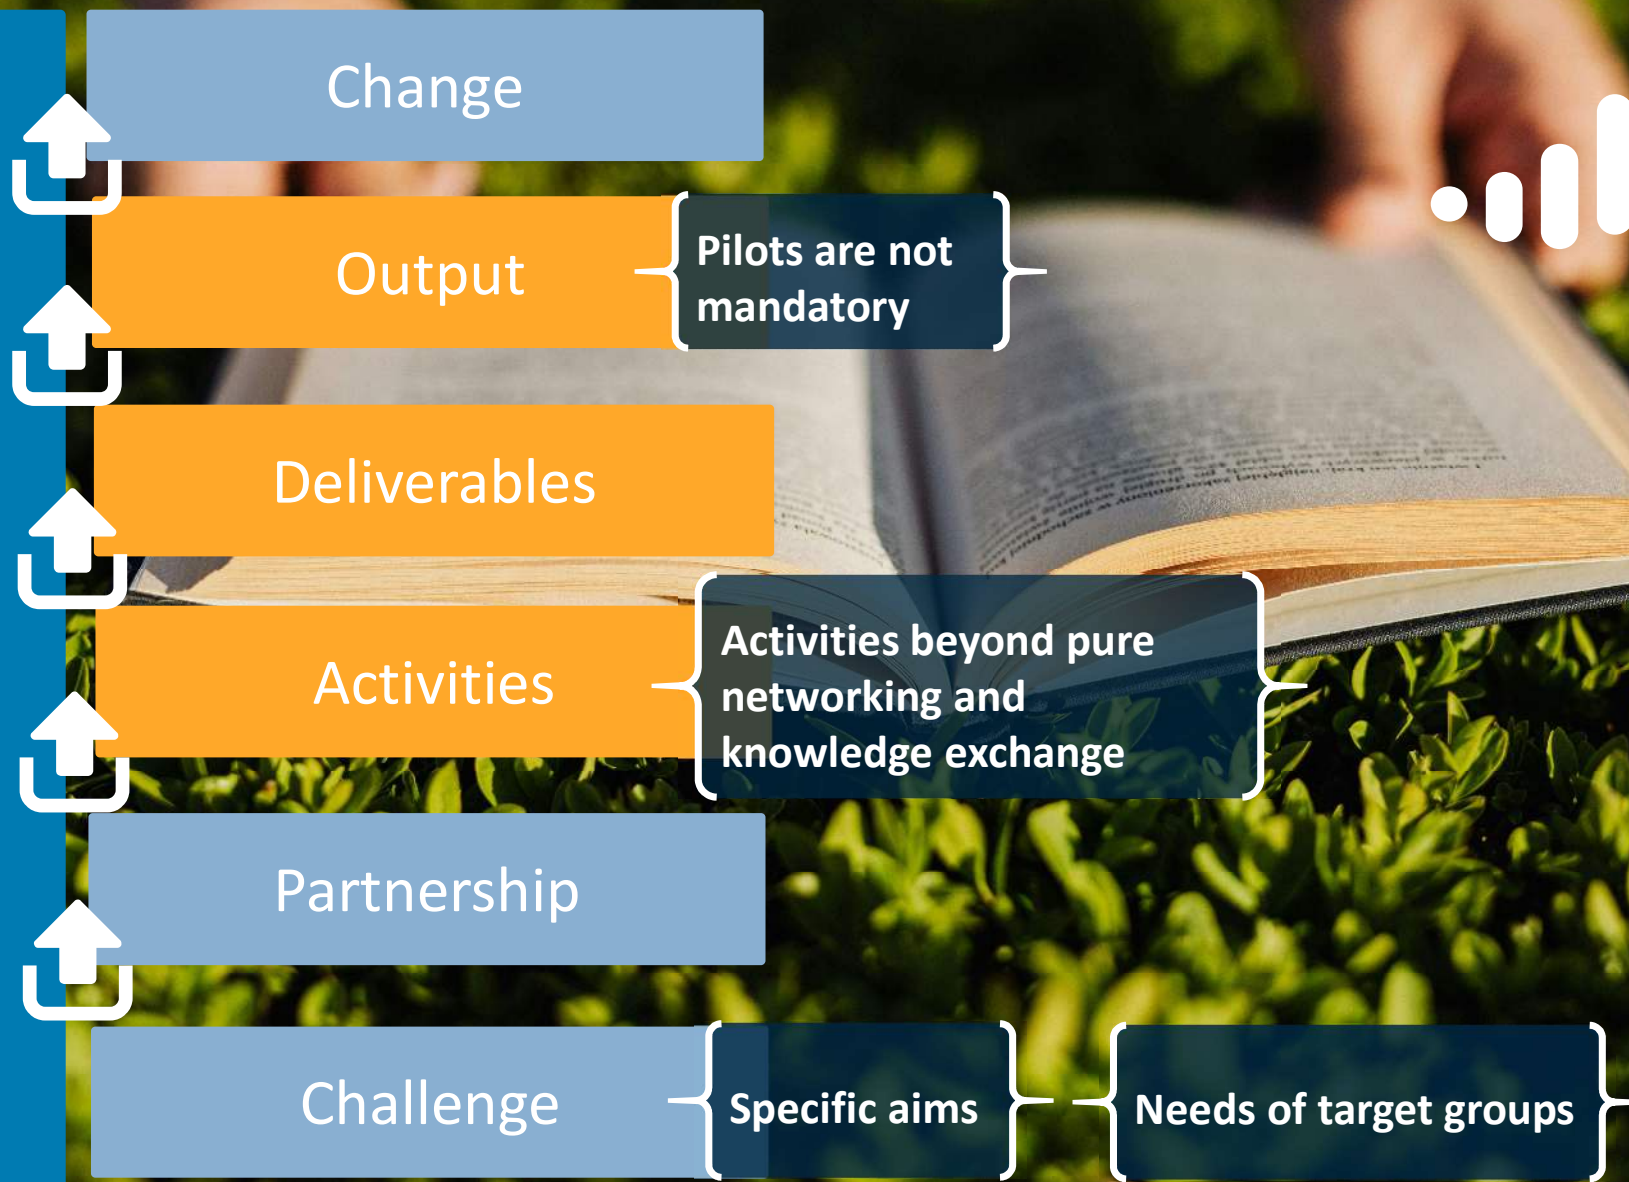 Change
Output
Pilots are not
mandatory
Deliverables
Activities
Activities beyond pure
networking and
knowledge exchange
Partnership
Challenge
Specific aims
Needs of target groups